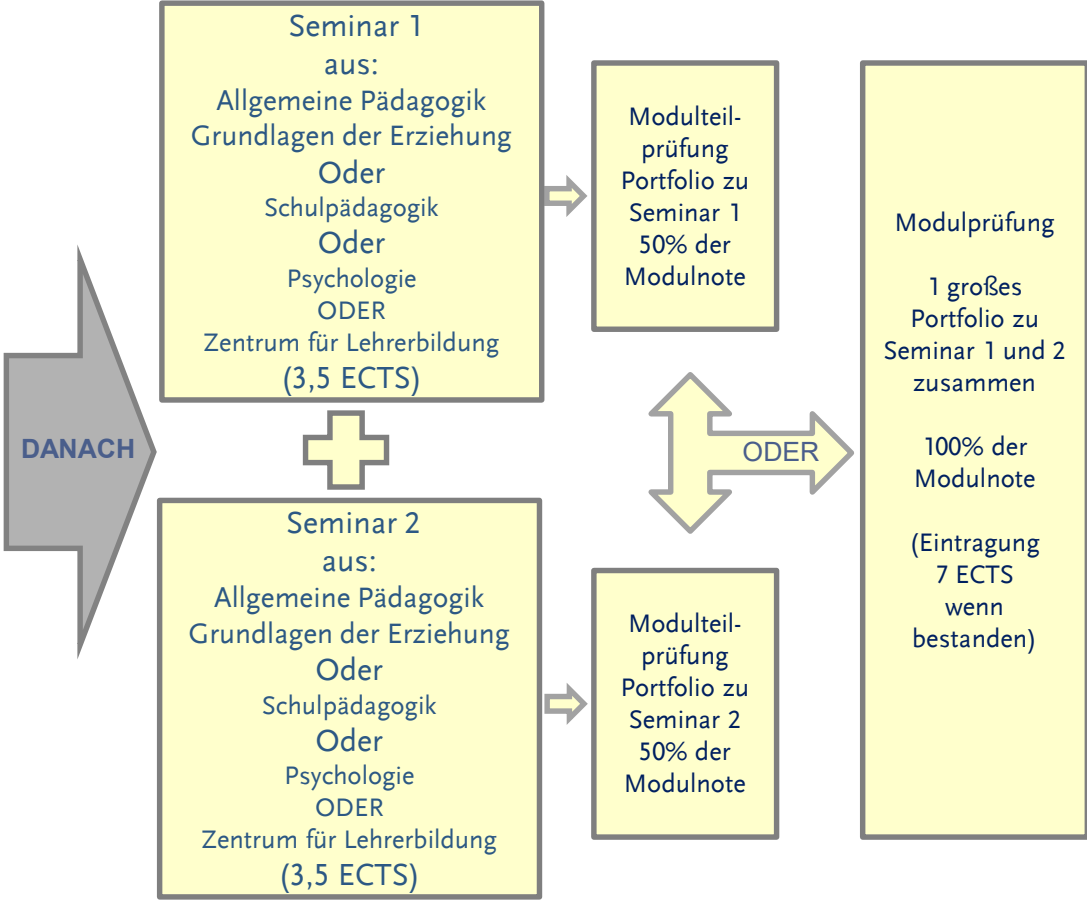 DANACH
Seminar 1
aus:
Allgemeine Pädagogik
Grundlagen der Erziehung
Oder
Schulpädagogik
Oder
Psychologie
ODER
Zentrum für Lehrerbildung
(3,5 ECTS)
Modulteil-
prüfung
Portfolio zu
Seminar 1
50% der
Modulnote
Seminar 2
aus:
Allgemeine Pädagogik
Grundlagen der Erziehung
Oder
Schulpädagogik
Oder
Psychologie
ODER
Zentrum für Lehrerbildung
(3,5 ECTS)
Modulteil-
prüfung
Portfolio zu
Seminar 2
50% der
Modulnote
ODER
Modulprüfung
1 großes
Portfolio zu
Seminar 1 und 2
zusammen
100% der
Modulnote
(Eintragung
7 ECTS
wenn
bestanden)